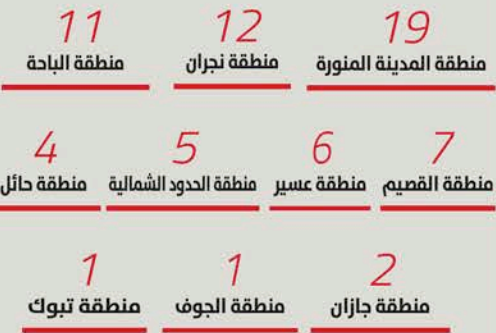 19 12 11
منطقة المدينة المنورة منطقة نجران منطقة الباحة
7 6 5 4
منطقة القصيم منطقة عسير منطقة الحدود الشمالية منطقة حائل
2 1 1
منطقة جازان منطقة الجوف منطقة تبوك